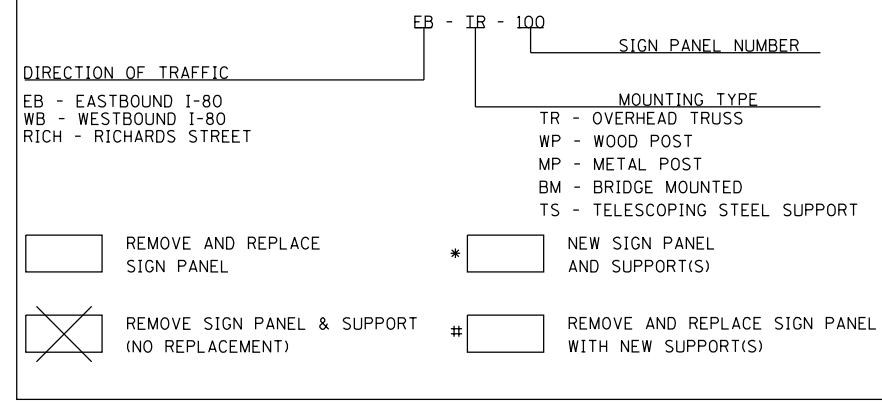 EB - TR - 100
SIGN PANEL NUMBER
DIRECTION OF TRAFFIC
EB - EASTBOUND I-80
WB - WESTBOUND I-80
RICH - RICHARDS STREET
MOUNTING TYPE
TR - OVERHEAD TRUSS
WP - WOOD POST
MP - METAL POST
BM - BRIDGE MOUNTED
TS - TELESCOPING STEEL SUPPORT
REMOVE AND REPLACE
SIGN PANEL
* NEW SIGN PANEL
AND SUPPORT(S)
REMOVE SIGN PANEL & SUPPORT
(NO REPLACEMENT)
# REMOVE AND REPLACE SIGN PANEL
WITH NEW SUPPORT(S)